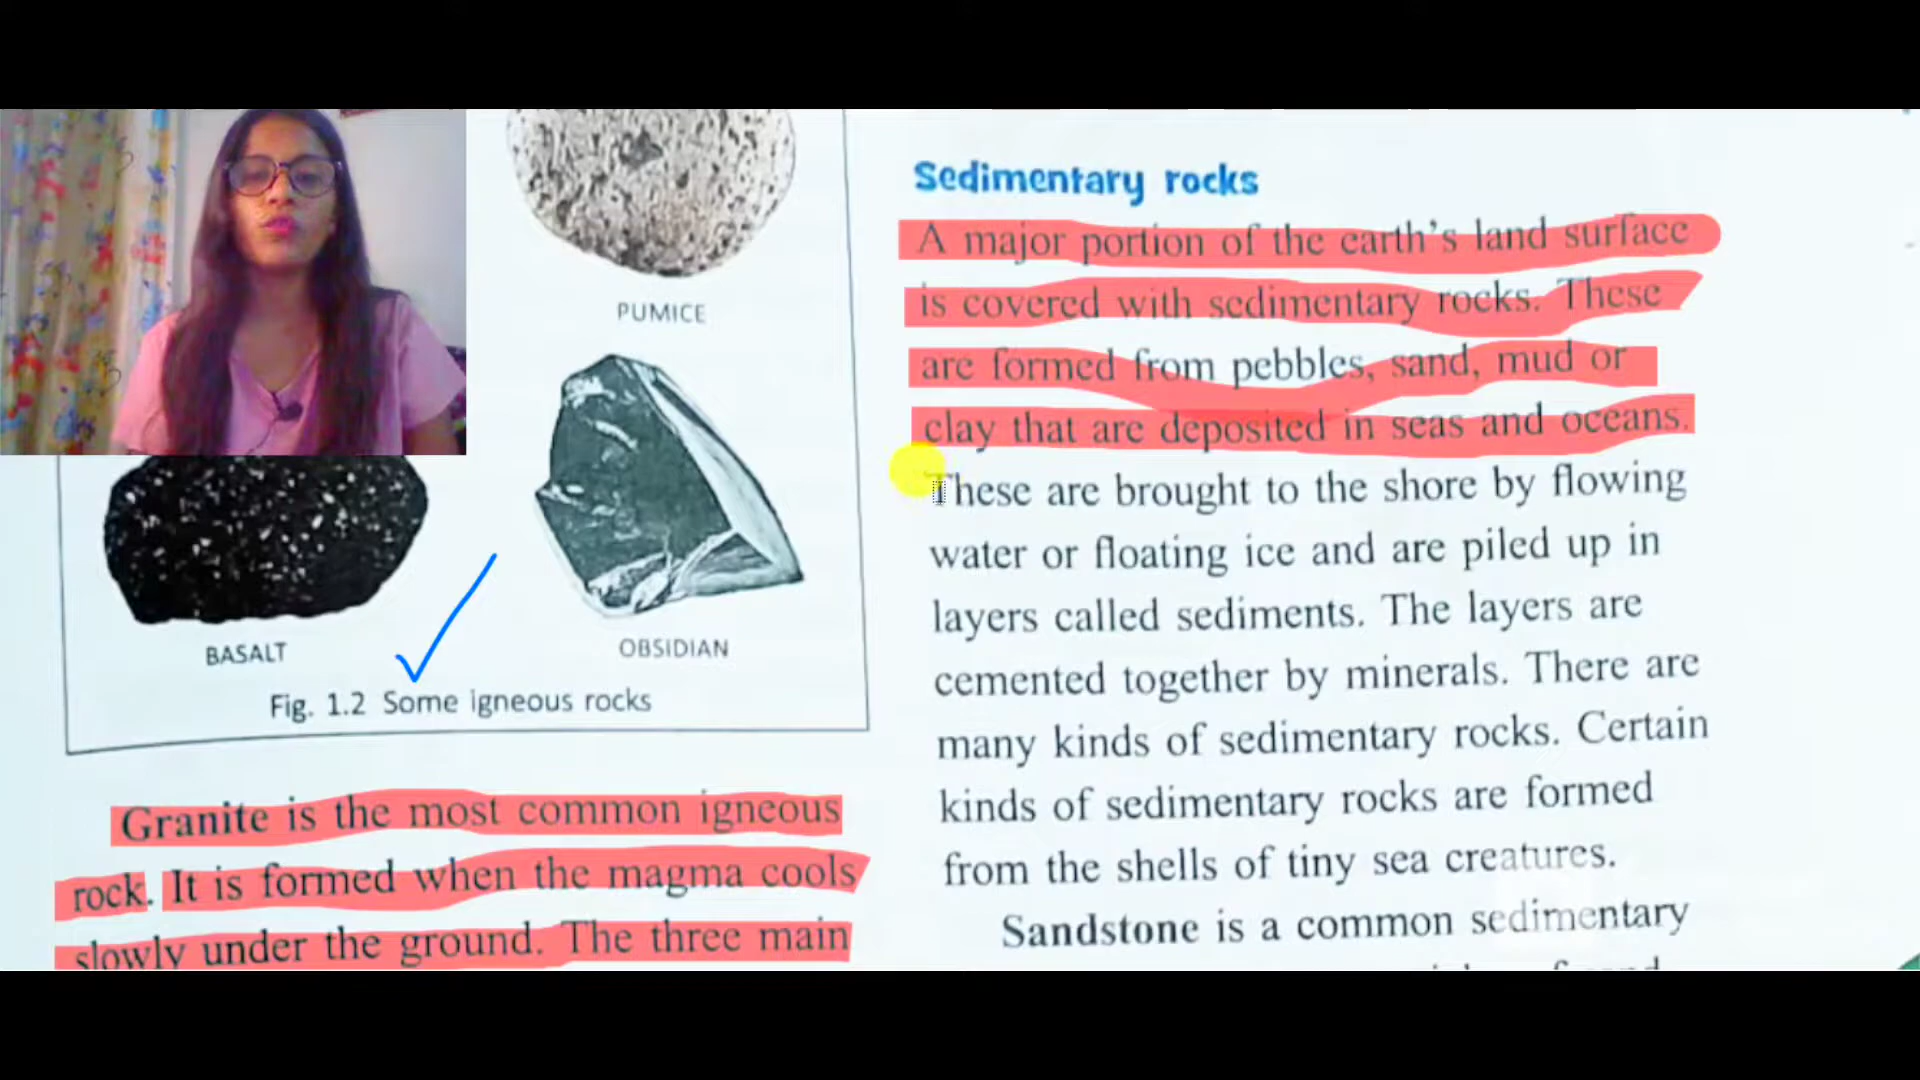 PUMICE
BASALT
OBSIDIAN
Fig. 1.2 Some igneous rocks
Granite is the most common igneous
rock. It is formed when the magma cools
slowly under the ground. The three main
Sedimentary rocks
A major portion of the earth's land surface
is covered with sedimentary rocks. These
are formed from pebbles, sand, mud or
clay that are deposited in seas and oceans.
These are brought to the shore by flowing
water or floating ice and are piled up in
layers called sediments. The layers are
cemented together by minerals. There are
many kinds of sedimentary rocks. Certain
kinds of sedimentary rocks are formed
from the shells of tiny sea creatures.
Sandstone is a common sedimentary